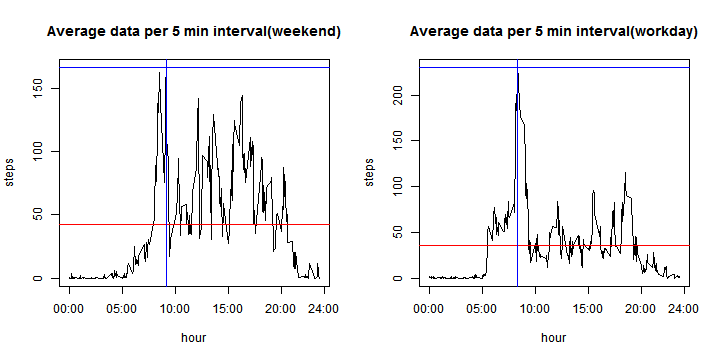 Average data per 5 min interval(weekend)
steps
150
100
50
0
00:00 05:00 10:00 15:00 20:00 24:00
hour
Average data per 5 min interval(workday)
steps
200
150
100
50
0
00:00 05:00 10:00 15:00 20:00 24:00
hour